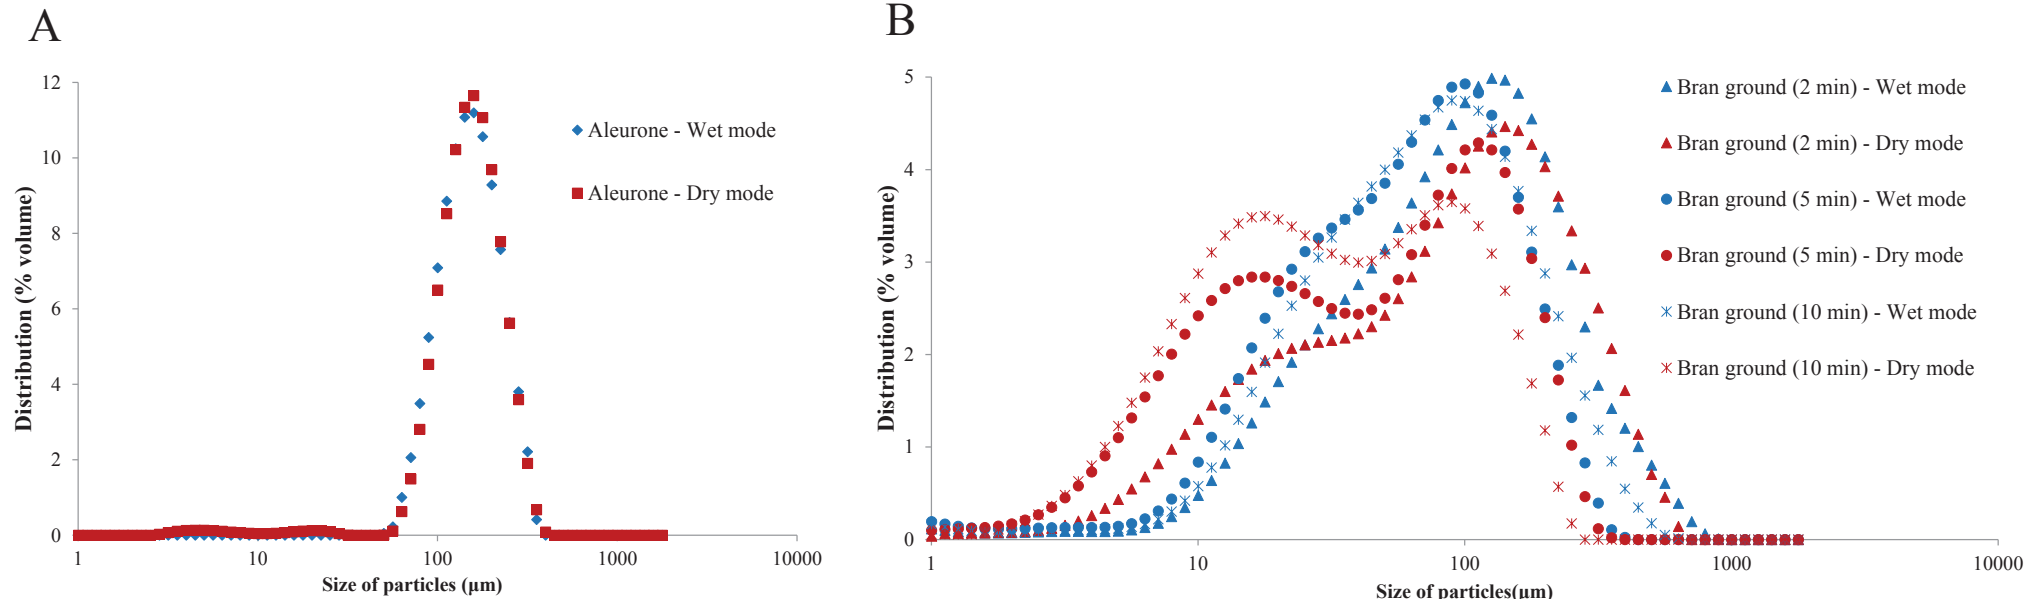 A
Distribution (% volume)
12
10
8
6
4
2
0
1
10
100
1000
10000
Size of particles (µm)
Aleurone - Wet mode
Aleurone - Dry mode
B
Distribution (% volume)
5
4
3
2
1
0
1
10
100
1000
10000
Size of particles(µm)
Bran ground (2 min) - Wet mode
Bran ground (2 min) - Dry mode
Bran ground (5 min) - Wet mode
Bran ground (5 min) - Dry mode
Bran ground (10 min) - Wet mode
Bran ground (10 min) - Dry mode